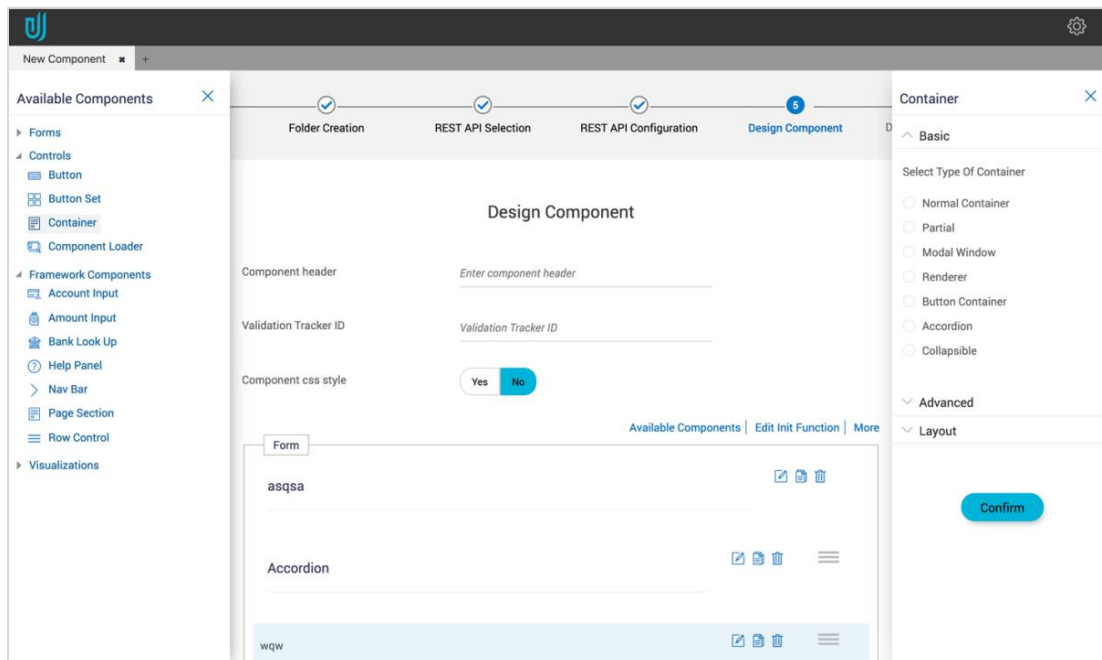 New Component ✖ +
Available Components
Forms
Controls
Button
Button Set
Container
Component Loader
Framework Components
Account Input
Amount Input
Bank Look Up
Help Panel
Nav Bar
Page Section
Row Control
Visualizations
Folder Creation
REST API Selection
REST API Configuration
5
Design Component
D
Design Component
Component header
Enter component header
Validation Tracker ID
Validation Tracker ID
Component css style
Yes No
Available Components | Edit Init Function | More
Form
asqsa
Accordion
wqw
Container
Basic
Select Type Of Container
Normal Container
Partial
Modal Window
Renderer
Button Container
Accordion
Collapsible
Advanced
Layout
Confirm